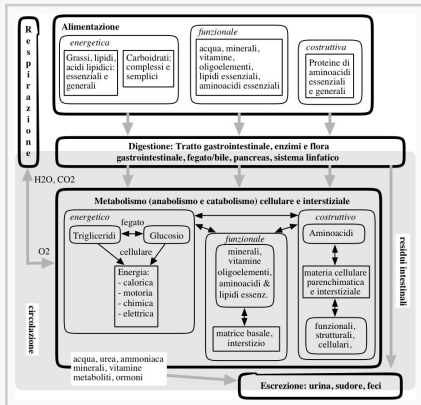 Respirazione
Alimentazione
energetica
Grassi, lipidi,
acidi lipidici:
essenziali e
generali
Carboidrati:
complessi e
semplici
funzionale
acqua, minerali,
vitamine,
oligoelementi,
lipidi essenziali,
aminoacidi essenziali
costruttiva
Proteine di
aminoacidi
essenziali
e generali
Digestione: Tratto gastrointestinale, enzimi e flora
gastrointestinale, fegato/bile, pancreas, sistema linfatico
H2O, CO2
Metabolismo (anabolismo e catabolismo) cellulare e interstiziale
energetico
fegato
Trigliceridi
Glucosio
cellulare
Energia:
- calorica
- motoria
- chimica
- elettrica
funzionale
minerali,
vitamine
oligoelementi,
aminoacidi &
lipidi essenz.
matrice basale,
interstizio
costruttivo
Aminoacidi
materia cellulare
parenchimatica
e interstiziale
funzionali,
strutturali,
cellulari,
O2
circolazione
residui intestinali
acqua, urea, ammoniaca
minerali, vitamine
metaboliti, ormoni
Escrezione: urina, sudore, feci